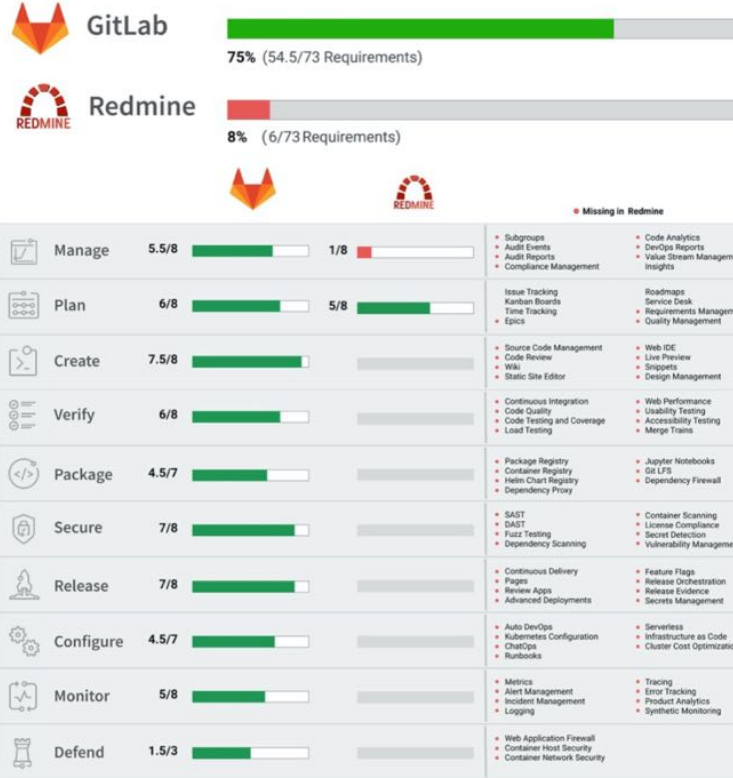 GitLab
75% (54.5/73 Requirements)
Redmine
REDMINE
8% (6/73 Requirements)
REDMINE
Missing in Redmine
Manage 5.5/8 1/8
Subgroups
Audit Events
Audit Reports
Compliance Management
Code Analytics
DevOps Reports
Value Stream Managem
Insights
Plan 6/8 5/8
Issue Tracking
Kanban Boards
Time Tracking
Epics
Roadmaps
Service Desk
Requirements Managem
Quality Management
Create 7.5/8
Source Code Management
Code Review
Wiki
Static Site Editor
Web IDE
Live Preview
Snippets
Design Management
Verify 6/8
Continuous Integration
Code Quality
Code Testing and Coverage
Load Testing
Web Performance
Usability Testing
Accessibility Testing
Merge Trains
Package 4.5/7
Package Registry
Container Registry
Helm Chart Registry
Dependency Proxy
Jupyter Notebooks
Git LFS
Dependency Firewall
Secure 7/8
SAST
DAST
Fuzz Testing
Dependency Scanning
Container Scanning
License Compliance
Secret Detection
Vulnerability Manageme
Release 7/8
Continuous Delivery
Pages
Review Apps
Advanced Deployments
Feature Flags
Release Orchestration
Release Evidence
Secrets Management
Configure 4.5/7
Auto DevOps
Kubernetes Configuration
ChatOps
Runbooks
Serverless
Infrastructure as Code
Cluster Cost Optimizatio
Monitor 5/8
Metrics
Alert Management
Incident Management
Logging
Tracing
Error Tracking
Product Analytics
Synthetic Monitoring
Defend 1.5/3
Web Application Firewall
Container Host Security
Container Network Security